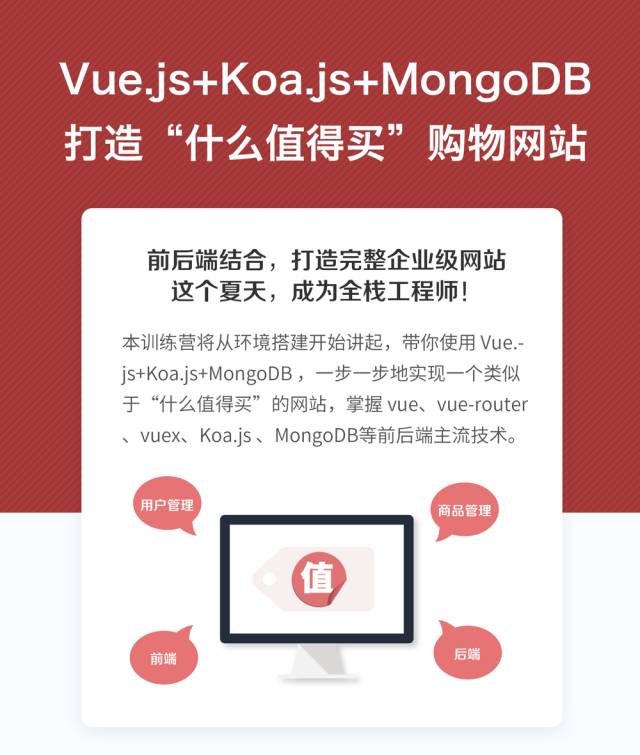 Vue.js+Koa.js+MongoDB
打造“什么值得买”购物网站
前后端结合，打造完整企业级网站
这个夏天，成为全栈工程师！
本训练营将从环境搭建开始讲起，带你使用 Vue.-
js+Koa.js+MongoDB ，一步一步地实现一个类似
于“什么值得买”的网站，掌握 vue、vue-router
、vuex、Koa.js 、MongoDB等前后端主流技术。
用户管理
商品管理
值
前端
后端